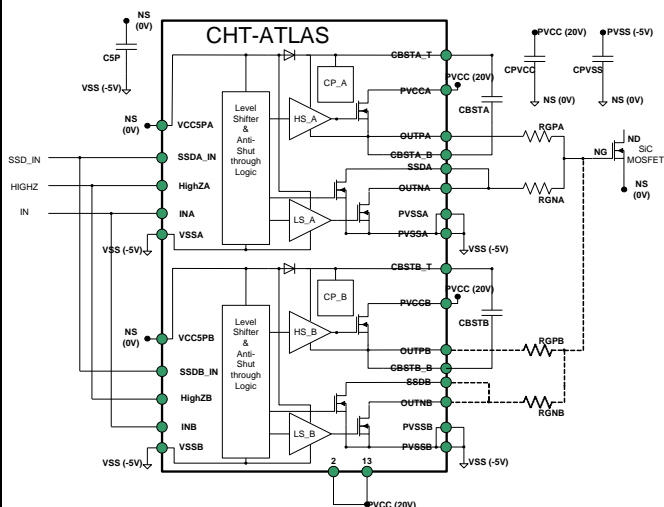 CHT-ATLAS
NS
(0V)
C5P
VSS (-5V)
SSD_IN
HIGHZ
IN
NS
(0V)
VCC5PA
SSDA_IN
HighZA
INA
VSSA
VSS (-5V)
Level
Shifter
&
Anti-
Shut
through
Logic
CP_A
HS_A
LS_A
CBSTA_T
PVCC (20V)
PVCCA
CBSTA
OUTPA
CBSTA_B
SSDA
OUTNA
PVSSA
PVSSA
VSS (-5V)
RGPA
RGNA
PVCC (20V)
CPVCC
NS (0V)
PVSS (-5V)
CPVSS
NS (0V)
ND
NG
SiC
MOSFET
NS
(0V)
NS
(0V)
VCC5PB
SSDB_IN
HighZB
INB
VSSB
VSS (-5V)
Level
Shifter
&
Anti-
Shut
through
Logic
CP_B
HS_B
LS_B
CBSTB_T
PVCC (20V)
PVCCB
CBSTB
OUTPB
CBSTB_B
SSDB
OUTNB
PVSSB
PVSSB
VSS (-5V)
RGPB
RGNB
2 13
PVCC (20V)